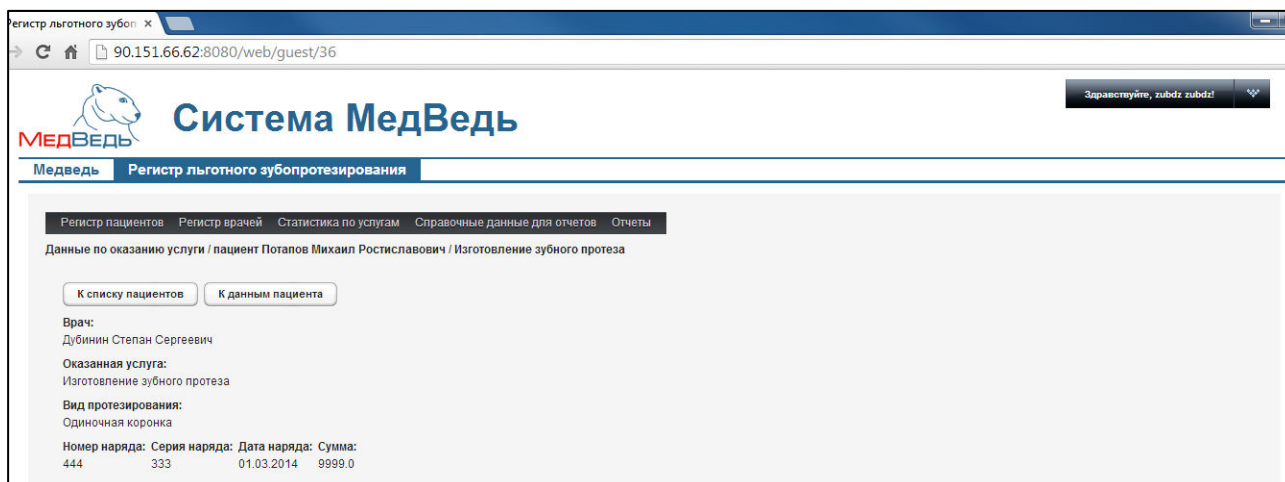 Регистр льготного зубоп
90.151.66.62:8080/web/guest/36
Здравствуйте, zubdz zubdz!
МедВедь
Система МедВедь
Медведь Регистр льготного зубопротезирования
Регистр пациентов Регистр врачей Статистика по услугам Справочные данные для отчетов Отчеты
Данные по оказанию услуги / пациент Потапов Михаил Ростиславович / Изготовление зубного протеза
К списку пациентов К данным пациента
Врач:
Дубинин Степан Сергеевич
Оказанная услуга:
Изготовление зубного протеза
Вид протезирования:
Одиночная коронка
Номер наряда: Серия наряда: Дата наряда: Сумма:
444 333 01.03.2014 9999.0